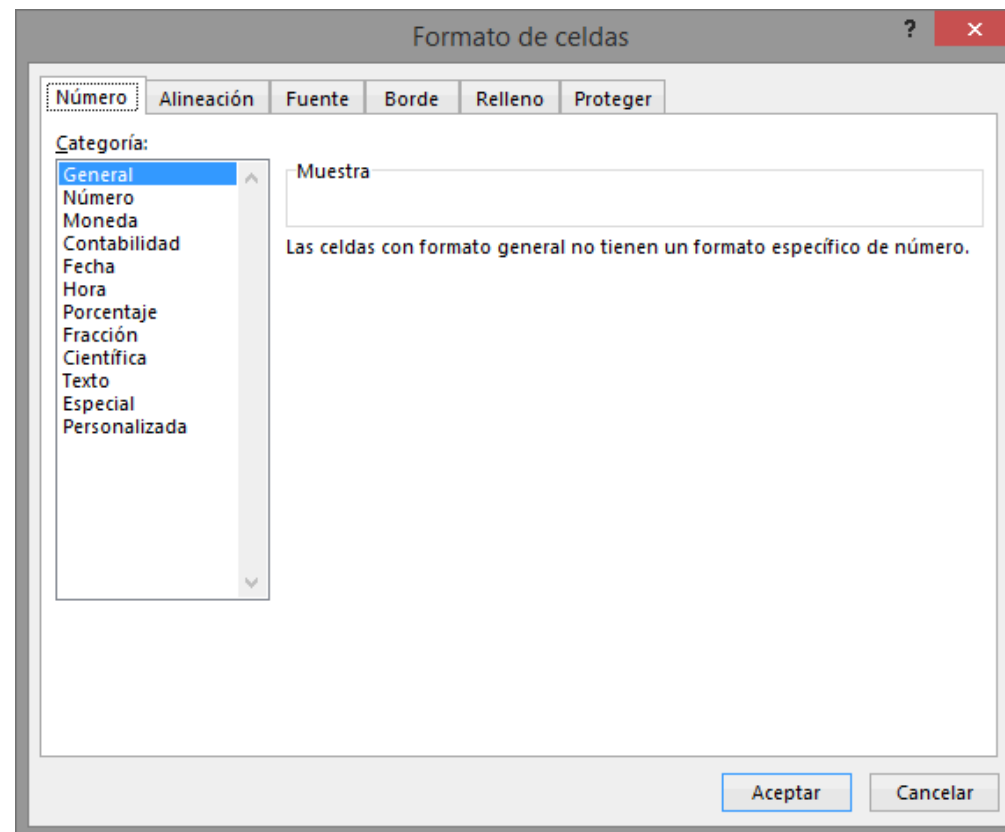 Formato de celdas
?
Número Alineación Fuente Borde Relleno Proteger
Categoría:
General
Número
Moneda
Contabilidad
Fecha
Hora
Porcentaje
Fracción
Científica
Texto
Especial
Personalizada
Muestra
Las celdas con formato general no tienen un formato específico de número.
Aceptar Cancelar